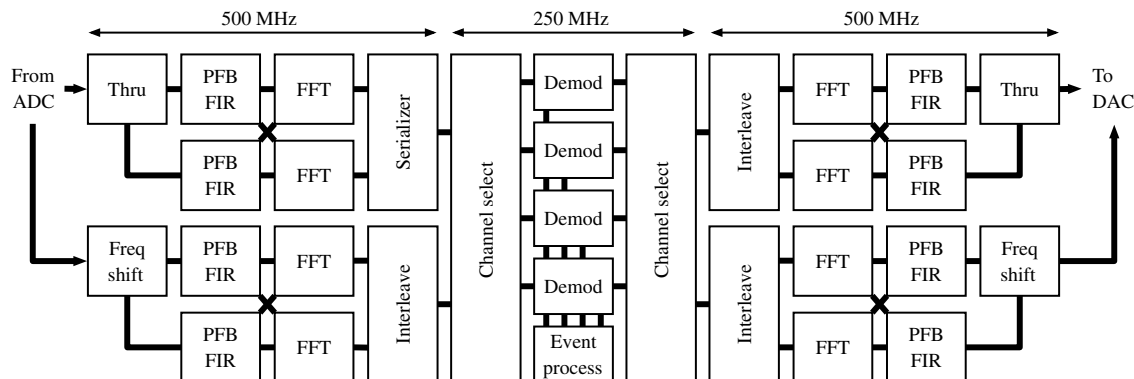 500 MHz
250 MHz
500 MHz
From
ADC
Thru
PFB
FIR
FFT
PFB
FIR
FFT
Serializer
Freq
shift
PFB
FIR
FFT
PFB
FIR
FFT
Interleave
Channel select
Demod
Demod
Demod
Demod
Event
process
Channel select
Interleave
FFT
PFB
FIR
Thru
FFT
PFB
FIR
To
DAC
Interleave
FFT
PFB
FIR
Freq
shift
FFT
PFB
FIR